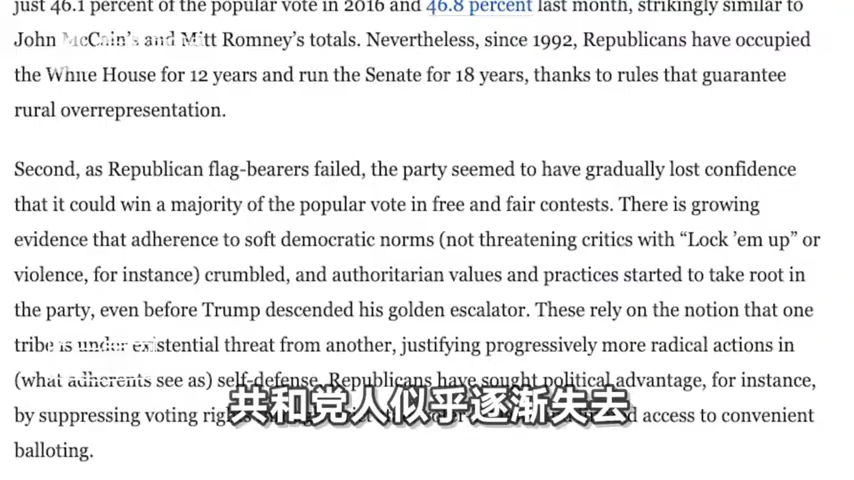 just 46.1 percent of the popular vote in 2016 and 46.8 percent last month, strikingly similar to
John McCain's and Mitt Romney's totals. Nevertheless, since 1992, Republicans have occupied
the White House for 12 years and run the Senate for 18 years, thanks to rules that guarantee
rural overrepresentation.
Second, as Republican flag-bearers failed, the party seemed to have gradually lost confidence
that it could win a majority of the popular vote in free and fair contests. There is growing
evidence that adherence to soft democratic norms (not threatening critics with “Lock ’em up” or
violence, for instance) crumbled, and authoritarian values and practices started to take root in
the party, even before Trump descended his golden escalator. These rely on the notion that one
tribe is under existential threat from another, justifying progressively more radical actions in
(what adherents see as) self-defense. Republicans have sought political advantage, for instance,
by suppressing voting access to convenient
共和党人似乎逐渐失去
balloting.